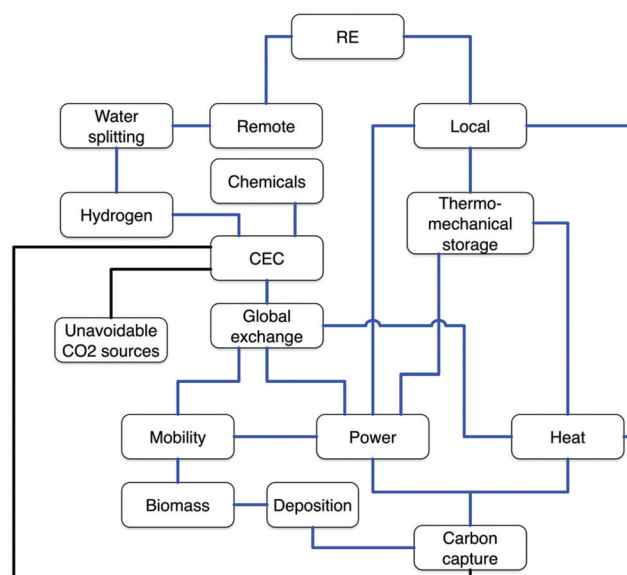 RE
Water
splitting
Remote
Local
Chemicals
Hydrogen
Thermo-
mechanical
storage
CEC
Global
exchange
Unavoidable
CO2 sources
Mobility
Power
Heat
Biomass
Deposition
Carbon
capture